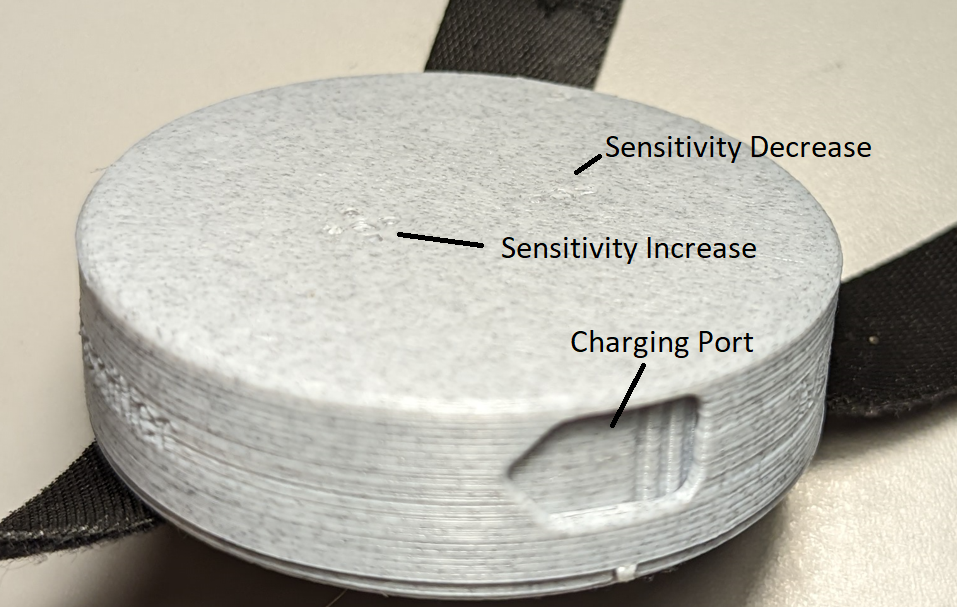 Sensitivity Decrease
Sensitivity Increase
Charging Port